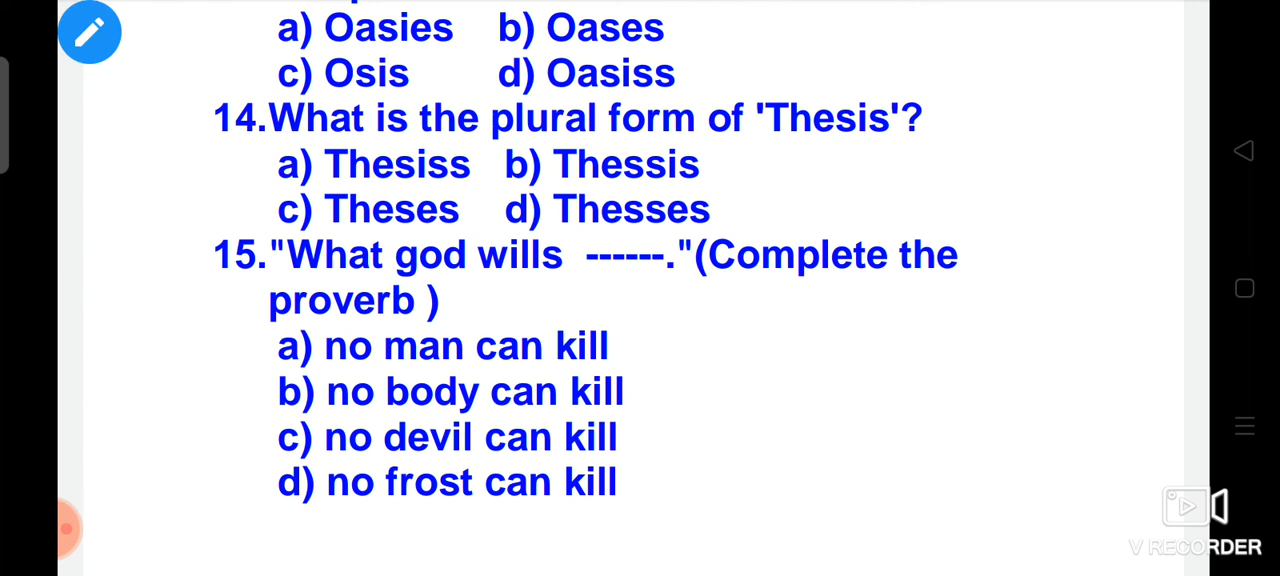 a) Oasies b) Oases
c) Osis d) Oasiss
14.What is the plural form of 'Thesis'?
a) Thesiss b) Thessis
c) Theses d) Thesses
15."What god wills ------."(Complete the
proverb )
a) no man can kill
b) no body can kill
c) no devil can kill
d) no frost can kill
V RECORDER